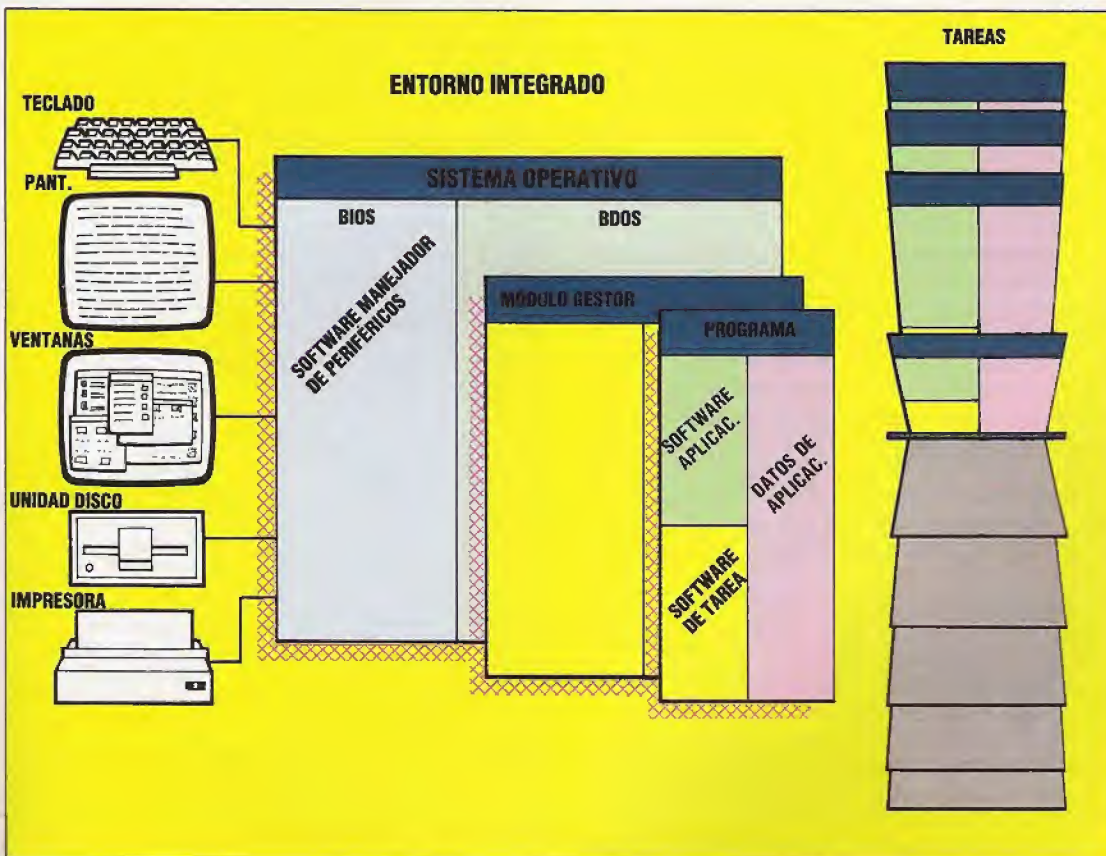 TAREAS
ENTORNO INTEGRADO
TECLADO
PANT.
VENTANAS
UNIDAD DISCO
IMPRESORA
SISTEMA OPERATIVO
BIOS
BDOS
SOFTWARE MANEJADOR
DE PERIFÉRICOS
MÓDULO GESTOR
PROGRAMA
SOFTWARE
APLICAC.
DATOS DE
APLICAC.
SOFTWARE
DE TAREA